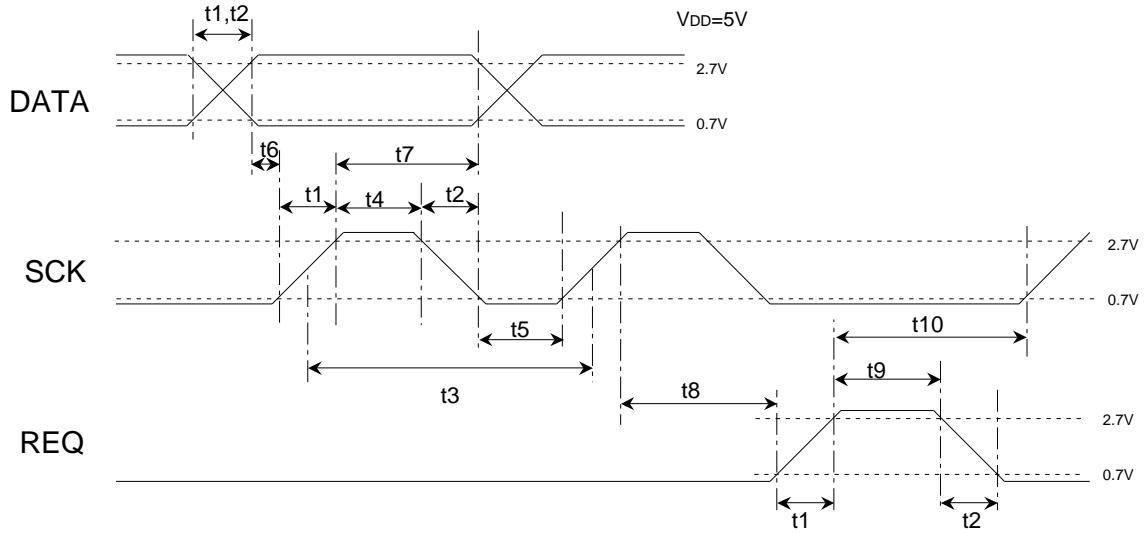 t1,t2
VDD=5V
2.7V
DATA
0.7V
t6
t7
t1
t4
t2
2.7V
SCK
0.7V
t5
t10
t3
t9
t8
2.7V
REQ
0.7V
t1
t2